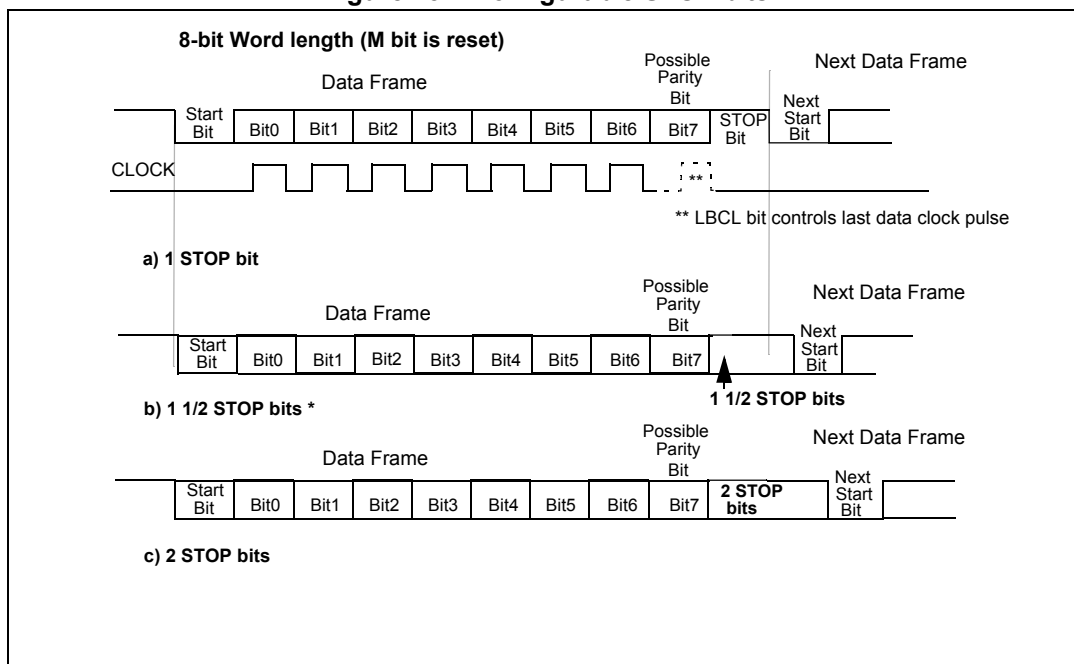 8-bit Word length (M bit is reset)
Possible
Parity
Bit
Next Data Frame
Data Frame
Start
Bit
Bit0
Bit1
Bit2
Bit3
Bit4
Bit5
Bit6
Bit7
STOP
Bit
Next
Start
Bit
CLOCK
**
** LBCL bit controls last data clock pulse
a) 1 STOP bit
Possible
Parity
Bit
Next Data Frame
Data Frame
Start
Bit
Bit0
Bit1
Bit2
Bit3
Bit4
Bit5
Bit6
Bit7
Next
Start
Bit
1 1/2 STOP bits
b) 1 1/2 STOP bits *
Possible
Parity
Bit
Next Data Frame
Data Frame
Start
Bit
Bit0
Bit1
Bit2
Bit3
Bit4
Bit5
Bit6
Bit7
2 STOP
bits
Next
Start
Bit
c) 2 STOP bits